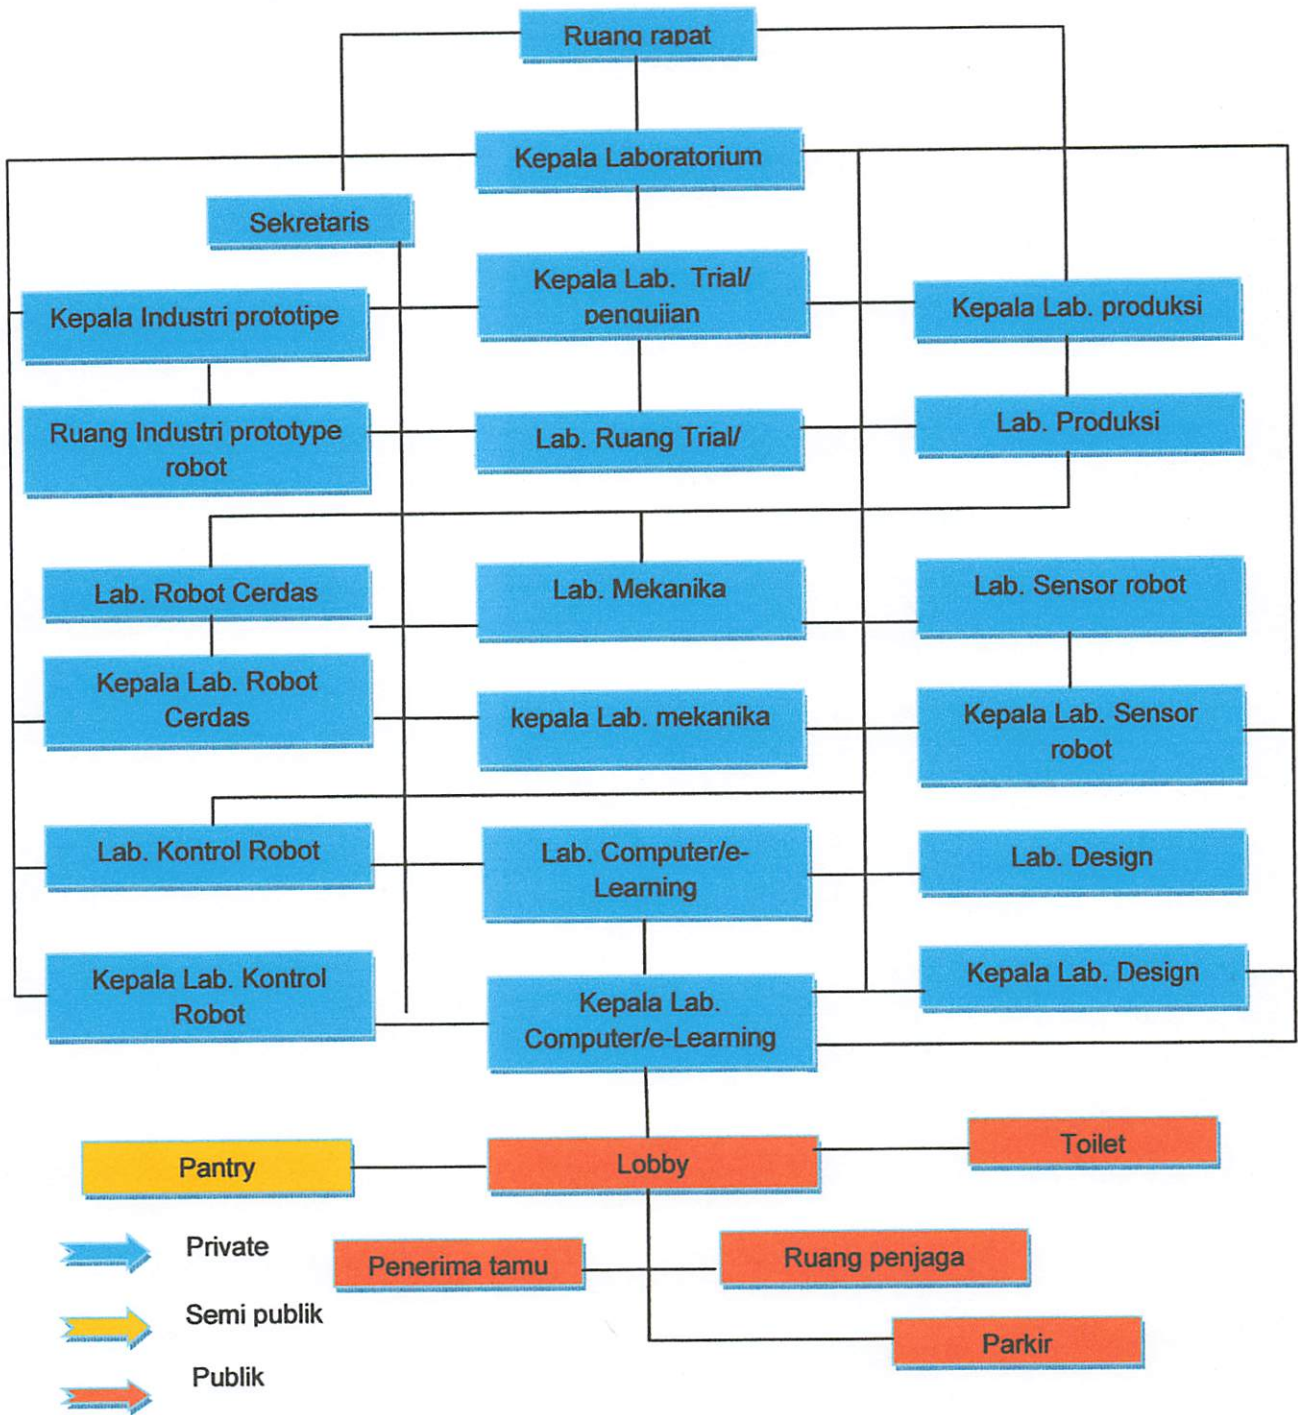 Ruang rapat
Kepala Laboratorium
Sekretaris
Kepala Lab. Trial/
pengujian
Kepala Industri prototipe
Kepala Lab. produksi
Ruang Industri prototype
robot
Lab. Ruang Trial/
Lab. Produksi
Lab. Robot Cerdas
Lab. Mekanika
Lab. Sensor robot
Kepala Lab. Robot
Cerdas
kepala Lab. mekanika
Kepala Lab. Sensor
robot
Lab. Kontrol Robot
Lab. Computer/e-
Learning
Lab. Design
Kepala Lab. Kontrol
Robot
Kepala Lab.
Computer/e-Learning
Kepala Lab. Design
Pantry
Lobby
Toilet
Private
Penerima tamu
Ruang penjaga
Semi publik
Parkir
Publik